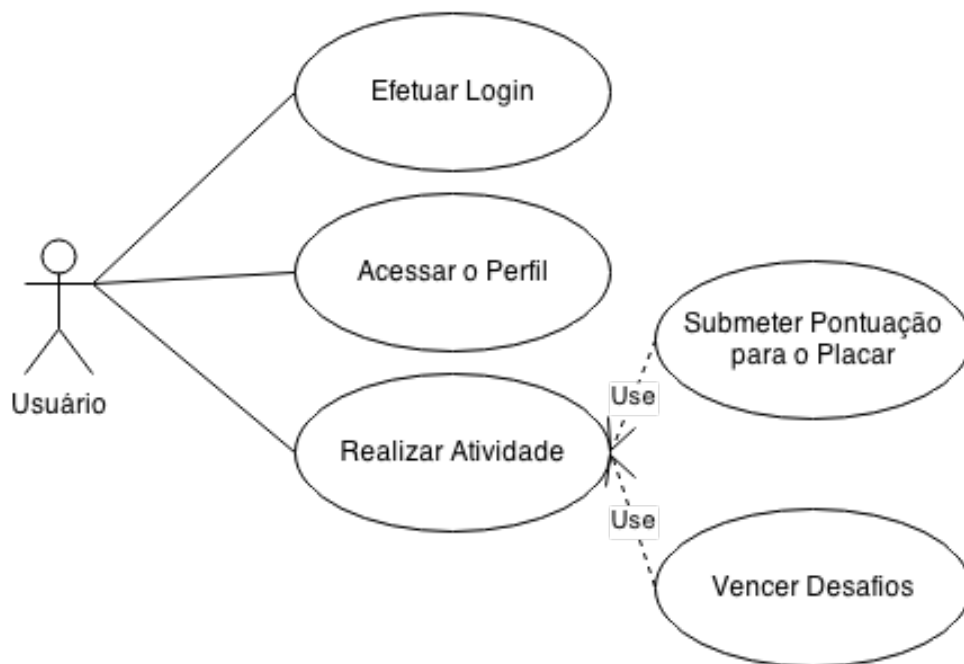 Efetuar Login
Acessar o Perfil
Usuário
Realizar Atividade
Submeter Pontuação
para o Placar
Use
Use
Vencer Desafios